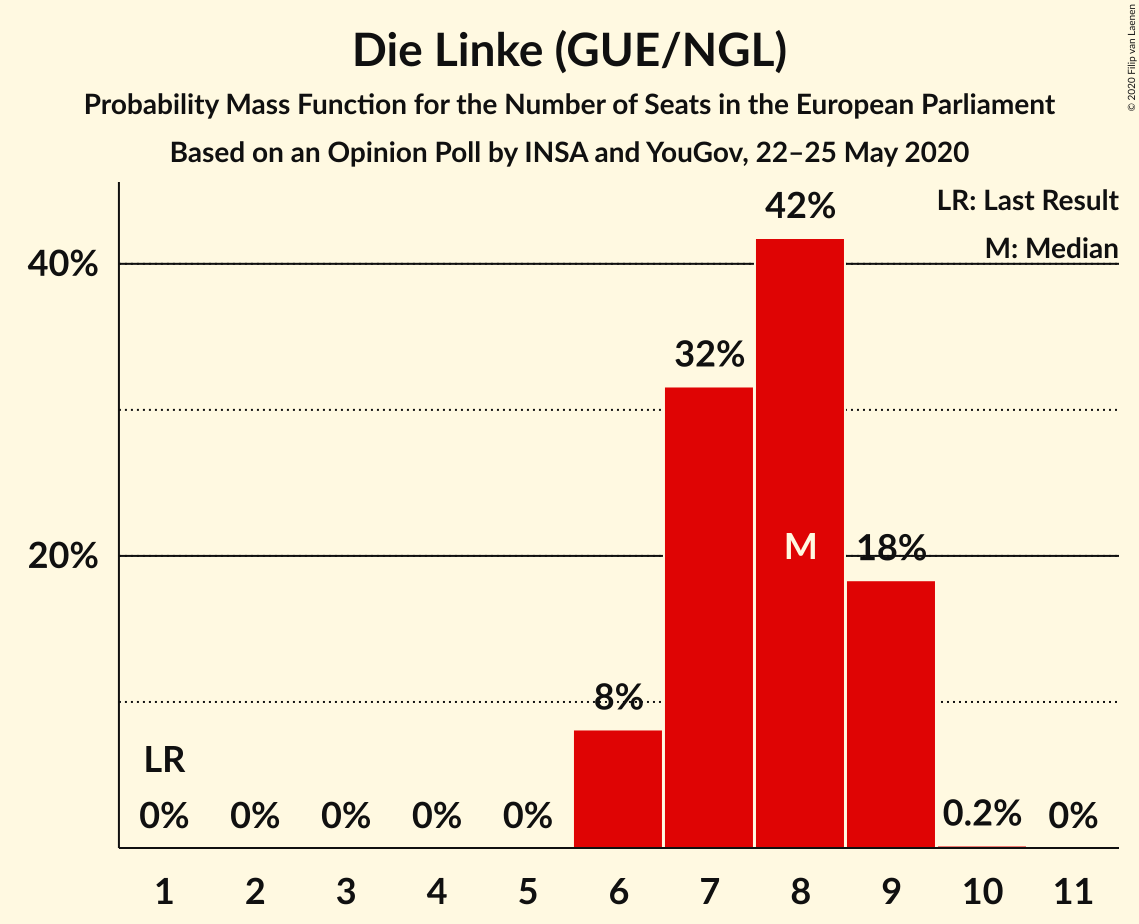 Die Linke (GUE/NGL)
Probability Mass Function for the Number of Seats in the European Parliament
Based on an Opinion Poll by INSA and YouGov, 22–25 May 2020
© 2020 Filip van Laenen
LR: Last Result
M: Median
42%
40%
32%
M
18%
20%
8%
LR
0% 0% 0% 0% 0% 0.2% 0%
1 2 3 4 5 6 7 8 9 10 11